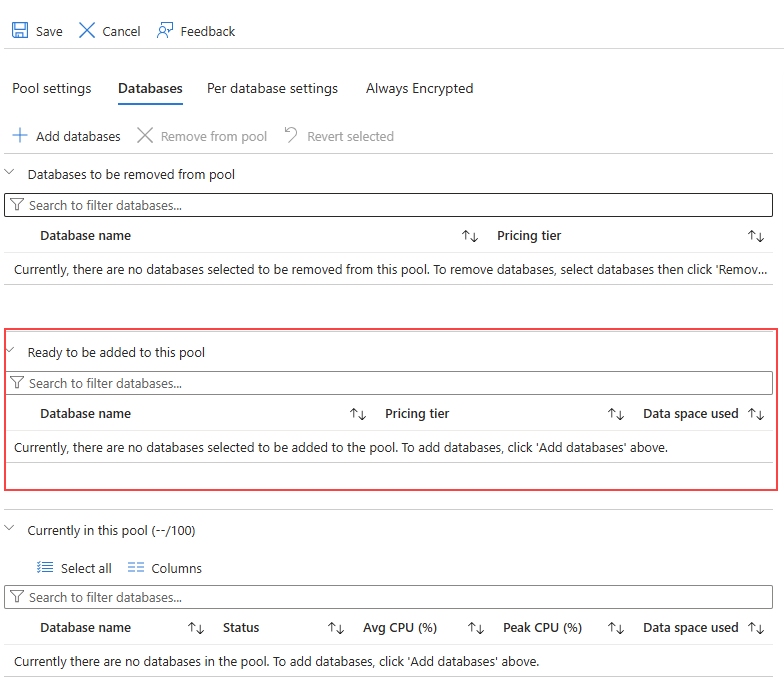 Save Cancel Feedback
Pool settings Databases Per database settings Always Encrypted
Add databases Remove from pool Revert selected
Databases to be removed from pool
Search to filter databases...
Database name Pricing tier
Currently, there are no databases selected to be removed from this pool. To remove databases, select databases then click 'Remov...
Ready to be added to this pool
Search to filter databases...
Database name Pricing tier Data space used
Currently, there are no databases selected to be added to the pool. To add databases, click 'Add databases' above.
Currently in this pool (--/100)
Select all Columns
Search to filter databases...
Database name Status Avg CPU (%) Peak CPU (%) Data space used
Currently there are no databases in the pool. To add databases, click 'Add databases' above.